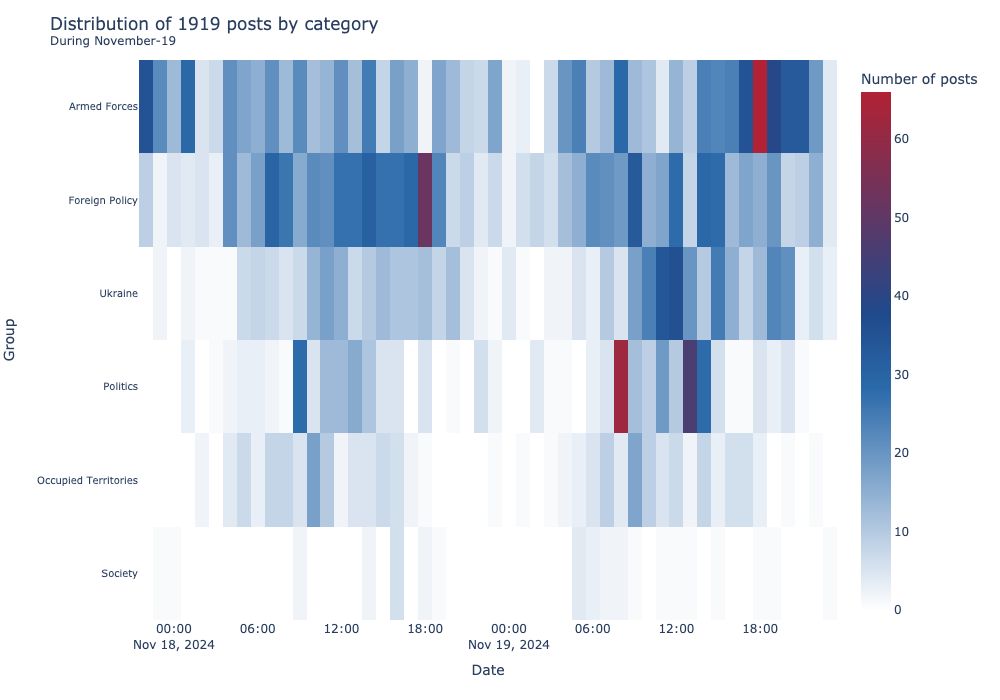 Distribution of 1919 posts by category
During November-19
Number of posts
Armed Forces
Foreign Policy
Ukraine
Politics
Occupied Territories
Society
Group
60
50
40
30
20
10
0
00:00 06:00 12:00 18:00 00:00 06:00 12:00 18:00
Nov 18, 2024 Nov 19, 2024
Date